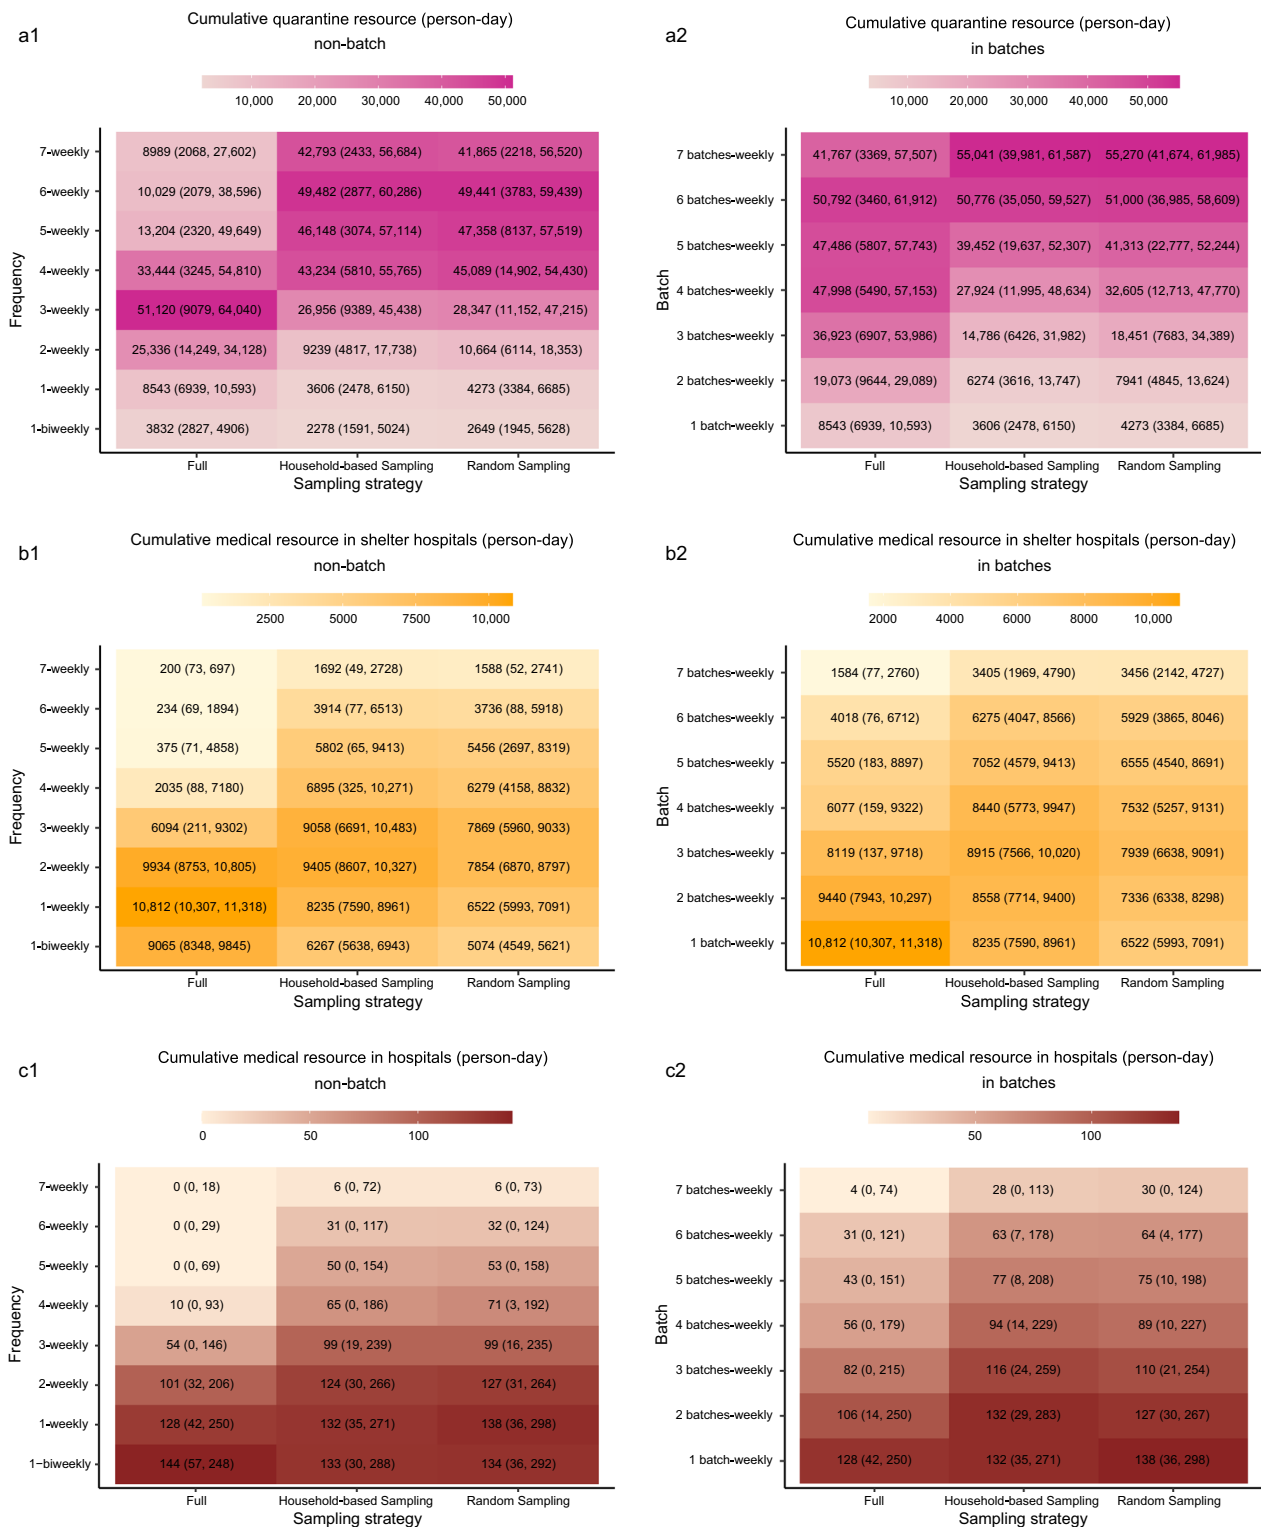 a1
Cumulative quarantine resource (person-day)
non-batch
10,000 20,000 30,000 40,000 50,000
Frequency
7-weekly 8989 (2068, 27,602) 42,793 (2433, 56,684) 41,865 (2218, 56,520)
6-weekly 10,029 (2079, 38,596) 49,482 (2877, 60,286) 49,441 (3783, 59,439)
5-weekly 13,204 (2320, 49,649) 46,148 (3074, 57,114) 47,358 (8137, 57,519)
4-weekly 33,444 (3245, 54,810) 43,234 (5810, 55,765) 45,089 (14,902, 54,430)
3-weekly 51,120 (9079, 64,040) 26,956 (9389, 45,438) 28,347 (11,152, 47,215)
2-weekly 25,336 (14,249, 34,128) 9239 (4817, 17,738) 10,664 (6114, 18,353)
1-weekly 8543 (6939, 10,593) 3606 (2478, 6150) 4273 (3384, 6685)
1-biweekly 3832 (2827, 4906) 2278 (1591, 5024) 2649 (1945, 5628)
Full Household-based Sampling Random Sampling
Sampling strategy
a2
Cumulative quarantine resource (person-day)
in batches
10,000 20,000 30,000 40,000 50,000
Batch
7 batches-weekly 41,767 (3369, 57,507) 55,041 (39,981, 61,587) 55,270 (41,674, 61,985)
6 batches-weekly 50,792 (3460, 61,912) 50,776 (35,050, 59,527) 51,000 (36,985, 58,609)
5 batches-weekly 47,486 (5807, 57,743) 39,452 (19,637, 52,307) 41,313 (22,777, 52,244)
4 batches-weekly 47,998 (5490, 57,153) 27,924 (11,995, 48,634) 32,605 (12,713, 47,770)
3 batches-weekly 36,923 (6907, 53,986) 14,786 (6426, 31,982) 18,451 (7683, 34,389)
2 batches-weekly 19,073 (9644, 29,089) 6274 (3616, 13,747) 7941 (4845, 13,624)
1 batch-weekly 8543 (6939, 10,593) 3606 (2478, 6150) 4273 (3384, 6685)
Full Household-based Sampling Random Sampling
Sampling strategy
b1
Cumulative medical resource in shelter hospitals (person-day)
non-batch
2500 5000 7500 10,000
Frequency
7-weekly 200 (73, 697) 1692 (49, 2728) 1588 (52, 2741)
6-weekly 234 (69, 1894) 3914 (77, 6513) 3736 (88, 5918)
5-weekly 375 (71, 4858) 5802 (65, 9413) 5456 (2697, 8319)
4-weekly 2035 (88, 7180) 6895 (325, 10,271) 6279 (4158, 8832)
3-weekly 6094 (211, 9302) 9058 (6691, 10,483) 7869 (5960, 9033)
2-weekly 9934 (8753, 10,805) 9405 (8607, 10,327) 7854 (6870, 8797)
1-weekly 10,812 (10,307, 11,318) 8235 (7590, 8961) 6522 (5993, 7091)
1-biweekly 9065 (8348, 9845) 6267 (5638, 6943) 5074 (4549, 5621)
Full Household-based Sampling Random Sampling
Sampling strategy
b2
Cumulative medical resource in shelter hospitals (person-day)
in batches
2000 4000 6000 8000 10,000
Batch
7 batches-weekly 1584 (77, 2760) 3405 (1969, 4790) 3456 (2142, 4727)
6 batches-weekly 4018 (76, 6712) 6275 (4047, 8566) 5929 (3865, 8046)
5 batches-weekly 5520 (183, 8897) 7052 (4579, 9413) 6555 (4540, 8691)
4 batches-weekly 6077 (159, 9322) 8440 (5773, 9947) 7532 (5257, 9131)
3 batches-weekly 8119 (137, 9718) 8915 (7566, 10,020) 7939 (6638, 9091)
2 batches-weekly 9440 (7943, 10,297) 8558 (7714, 9400) 7336 (6338, 8298)
1 batch-weekly 10,812 (10,307, 11,318) 8235 (7590, 8961) 6522 (5993, 7091)
Full Household-based Sampling Random Sampling
Sampling strategy
c1
Cumulative medical resource in hospitals (person-day)
non-batch
0 50 100
Frequency
7-weekly 0 (0, 18) 6 (0, 72) 6 (0, 73)
6-weekly 0 (0, 29) 31 (0, 117) 32 (0, 124)
5-weekly 0 (0, 69) 50 (0, 154) 53 (0, 158)
4-weekly 10 (0, 93) 65 (0, 186) 71 (3, 192)
3-weekly 54 (0, 146) 99 (19, 239) 99 (16, 235)
2-weekly 101 (32, 206) 124 (30, 266) 127 (31, 264)
1-weekly 128 (42, 250) 132 (35, 271) 138 (36, 298)
1−biweekly 144 (57, 248) 133 (30, 288) 134 (36, 292)
Full Household-based Sampling Random Sampling
Sampling strategy
c2
Cumulative medical resource in hospitals (person-day)
in batches
50 100
Batch
7 batches-weekly 4 (0, 74) 28 (0, 113) 30 (0, 124)
6 batches-weekly 31 (0, 121) 63 (7, 178) 64 (4, 177)
5 batches-weekly 43 (0, 151) 77 (8, 208) 75 (10, 198)
4 batches-weekly 56 (0, 179) 94 (14, 229) 89 (10, 227)
3 batches-weekly 82 (0, 215) 116 (24, 259) 110 (21, 254)
2 batches-weekly 106 (14, 250) 132 (29, 283) 127 (30, 267)
1 batch-weekly 128 (42, 250) 132 (35, 271) 138 (36, 298)
Full Household-based Sampling Random Sampling
Sampling strategy